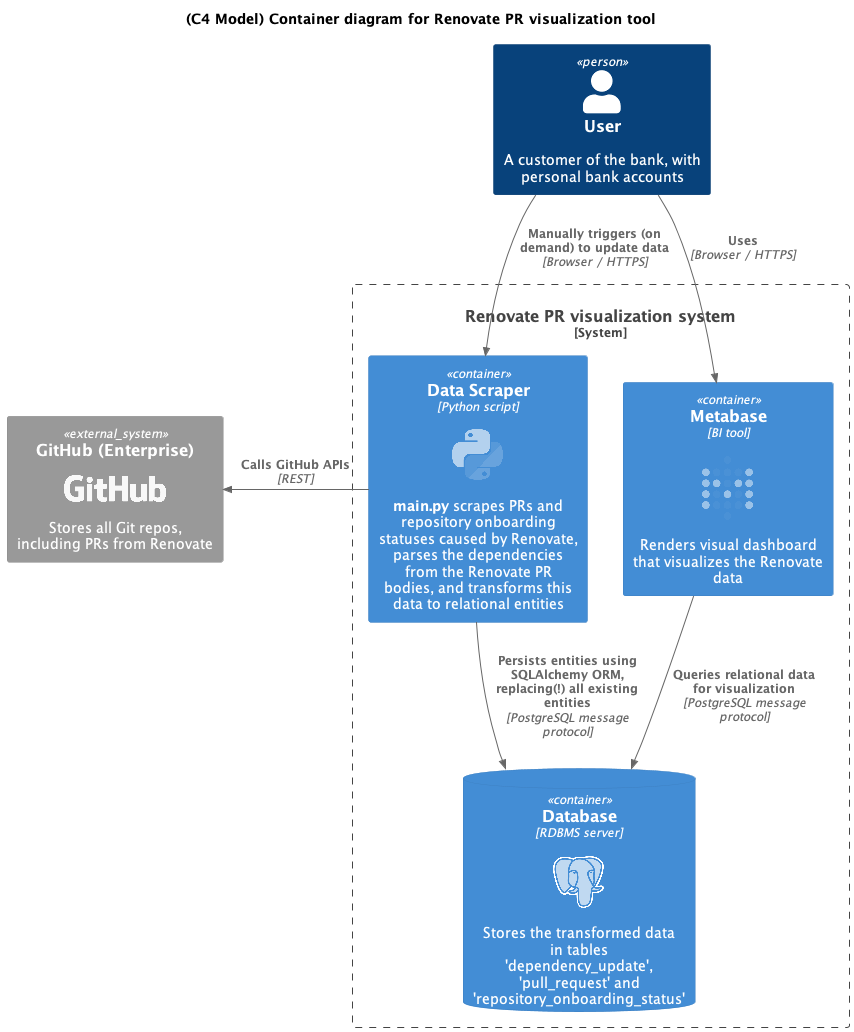 (C4 Model) Container diagram for Renovate PR visualization tool
«person»
User
A customer of the bank, with
personal bank accounts
Manually triggers (on
demand) to update data
[Browser / HTTPS]
Uses
[Browser / HTTPS]
Renovate PR visualization system
[System]
«container»
Data Scraper
[Python script]
main.py scrapes PRs and
repository onboarding
statuses caused by Renovate,
parses the dependencies
from the Renovate PR
bodies, and transforms this
data to relational entities
«container»
Metabase
[BI tool]
Renders visual dashboard
that visualizes the Renovate
data
«external_system»
GitHub (Enterprise)
GitHub
Stores all Git repos,
including PRs from Renovate
Calls GitHub APIs
[REST]
Persists entities using
SQLAlchemy ORM,
replacing(!) all existing
entities
[PostgreSQL message
protocol]
Queries relational data
for visualization
[PostgreSQL message
protocol]
«container»
Database
[RDBMS server]
Stores the transformed data
in tables
'dependency_update',
'pull_request' and
'repository_onboarding_status'